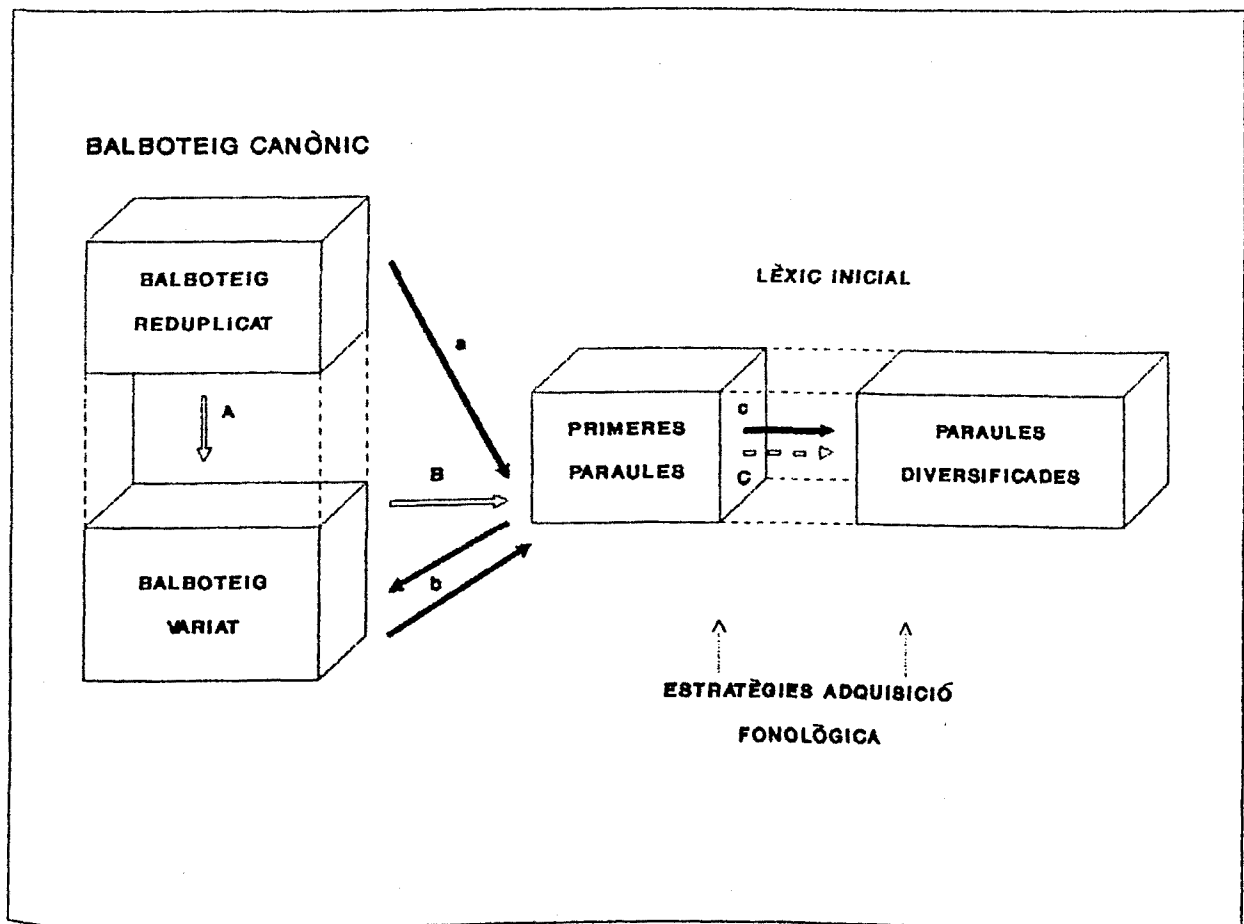 BALBOTEIG CANÒNIC
BALBOTEIG
REDUPLICAT
A
BALBOTEIG
VARIAT
a
B
b
LÈXIC INICIAL
PRIMERES
PARAULES
c
C
PARAULES
DIVERSIFICADES
ESTRATÈGIES ADQUISICIÓ
FONOLÒGICA